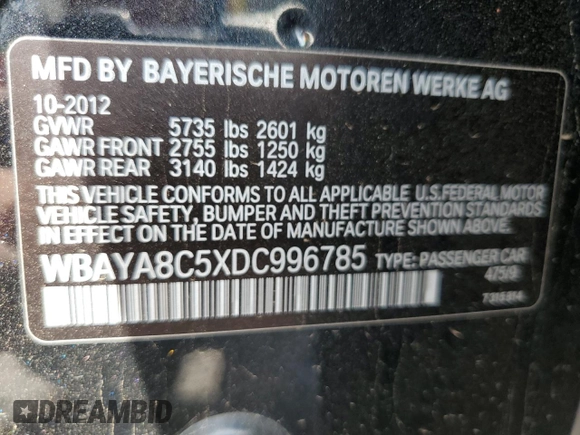 MFD BY BAYERISCHE MOTOREN WERKE AG
10-2012
GVWR 5735 lbs 2601 kg
GAWR FRONT 2755 lbs 1250 kg
GAWR REAR 3140 lbs 1424 kg
THIS VEHICLE CONFORMS TO ALL APPLICABLE U.S. FEDERAL MOTOR
VEHICLE SAFETY, BUMPER AND THEFT PREVENTION STANDARDS
IN EFFECT ON THE DATE OF MANUFACTURE SHOWN ABOVE.
WBAYA8C5XDC996785 TYPE: PASSENGER CAR
475/9
DREAMBID